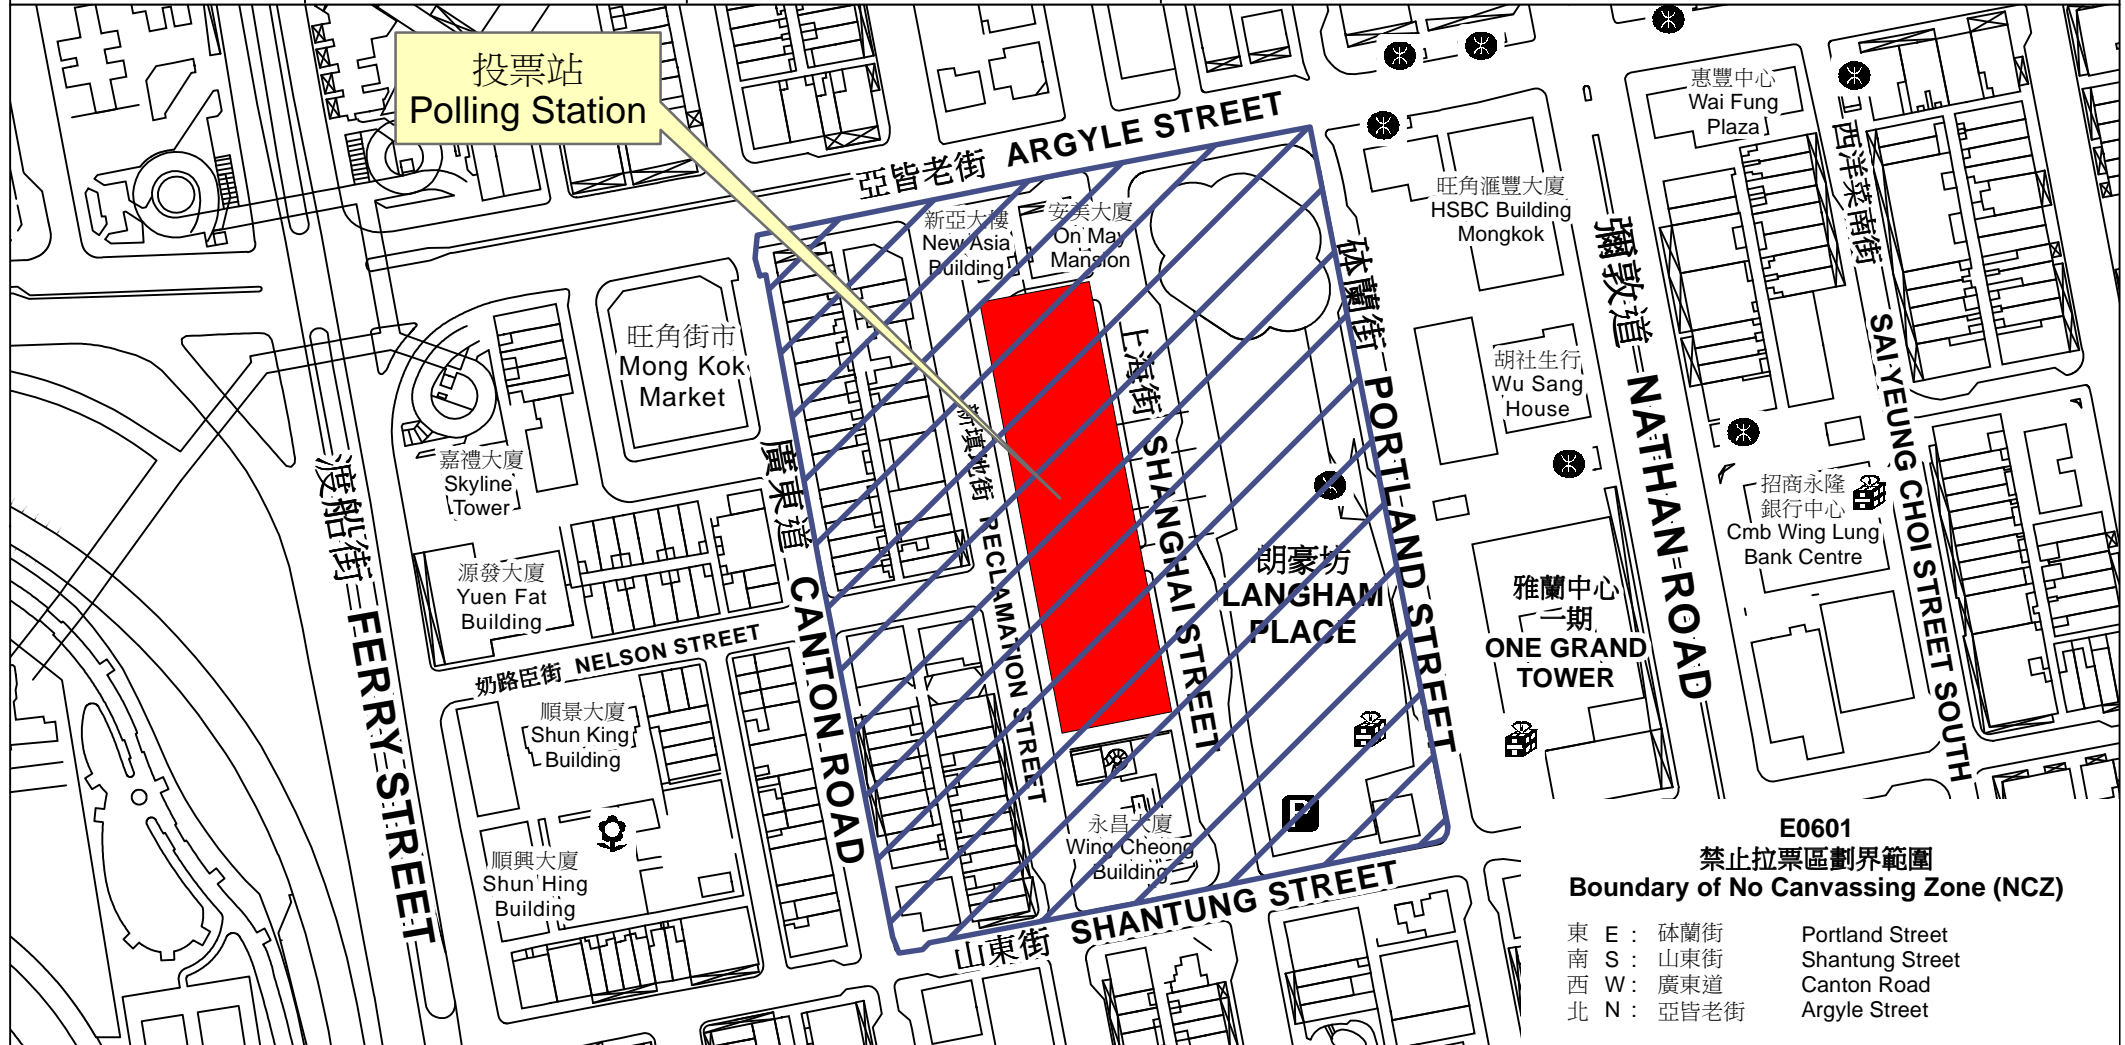 投票站
Polling Station
亞皆老街 ARGYLE STREET
惠豐中心
Wai Fung
Plaza
西洋菜南街 SAI YEUNG CHOI STREET SOUTH
新亞大樓
New Asia
Building
安美大廈
On May
Mansion
旺角滙豐大廈
HSBC Building
Mongkok
彌敦道 NATHAN ROAD
砵蘭街 PORTLAND STREET
旺角街市
Mong Kok
Market
上海街 SHANGHAI STREET
胡社生行
Wu Sang
House
新填地街 RECLAMATION STREET
廣東道 CANTON ROAD
嘉禮大廈
Skyline
Tower
渡船街 FERRY STREET
招商永隆
銀行中心
Cmb Wing Lung
Bank Centre
朗豪坊
LANGHAM
PLACE
源發大廈
Yuen Fat
Building
雅蘭中心
一期
ONE GRAND
TOWER
奶路臣街 NELSON STREET
順景大廈
Shun King
Building
P
永昌大廈
Wing Cheong
Building
順興大廈
Shun Hing
Building
山東街 SHANTUNG STREET
E0601
禁止拉票區劃界範圍
Boundary of No Canvassing Zone (NCZ)
東 E : 砵蘭街 Portland Street
南 S : 山東街 Shantung Street
西 W : 廣東道 Canton Road
北 N : 亞皆老街 Argyle Street